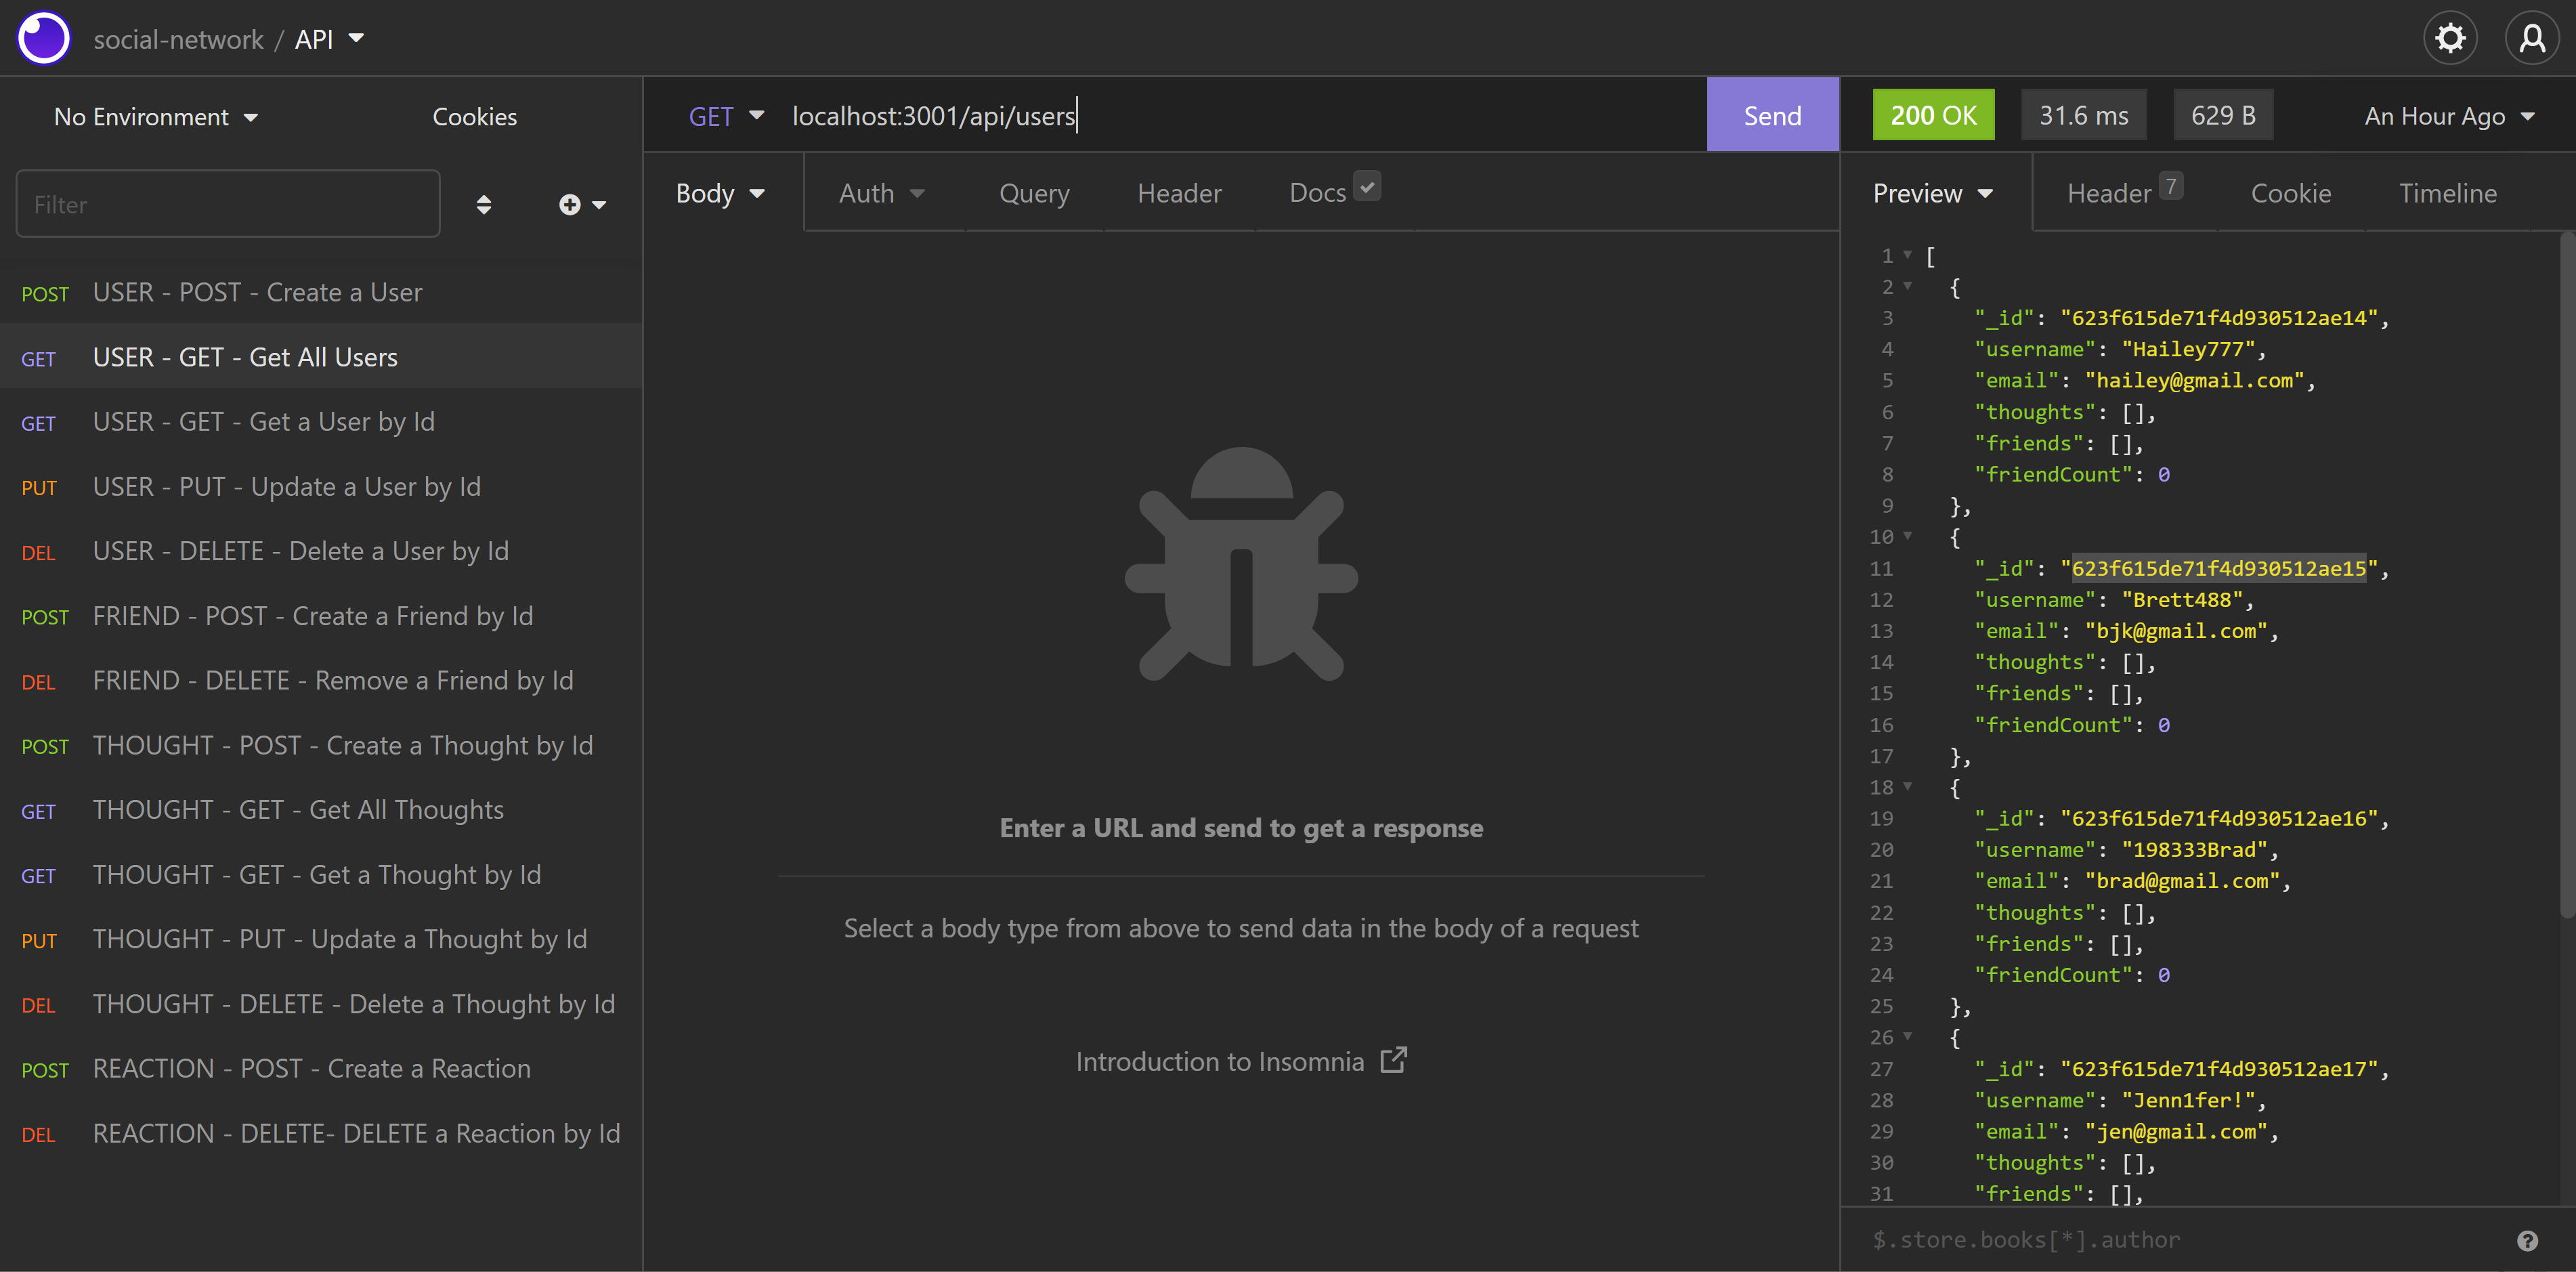 social-network / API
No Environment
Cookies
Filter
POST USER - POST - Create a User
GET USER - GET - Get All Users
GET USER - GET - Get a User by Id
PUT USER - PUT - Update a User by Id
DEL USER - DELETE - Delete a User by Id
POST FRIEND - POST - Create a Friend by Id
DEL FRIEND - DELETE - Remove a Friend by Id
POST THOUGHT - POST - Create a Thought by Id
GET THOUGHT - GET - Get All Thoughts
GET THOUGHT - GET - Get a Thought by Id
PUT THOUGHT - PUT - Update a Thought by Id
DEL THOUGHT - DELETE - Delete a Thought by Id
POST REACTION - POST - Create a Reaction
DEL REACTION - DELETE- DELETE a Reaction by Id
GET localhost:3001/api/users Send
Body Auth Query Header Docs
Enter a URL and send to get a response
Select a body type from above to send data in the body of a request
Introduction to Insomnia
200 OK 31.6 ms 629 B An Hour Ago
Preview Header 7 Cookie Timeline
1 [
2 {
3 "_id": "623f615de71f4d930512ae14",
4 "username": "Hailey777",
5 "email": "hailey@gmail.com",
6 "thoughts": [],
7 "friends": [],
8 "friendCount": 0
9 },
10 {
11 "_id": "623f615de71f4d930512ae15",
12 "username": "Brett488",
13 "email": "bjk@gmail.com",
14 "thoughts": [],
15 "friends": [],
16 "friendCount": 0
17 },
18 {
19 "_id": "623f615de71f4d930512ae16",
20 "username": "198333Brad",
21 "email": "brad@gmail.com",
22 "thoughts": [],
23 "friends": [],
24 "friendCount": 0
25 },
26 {
27 "_id": "623f615de71f4d930512ae17",
28 "username": "Jenn1fer!",
29 "email": "jen@gmail.com",
30 "thoughts": [],
31 "friends": [],
$.store.books[*].author